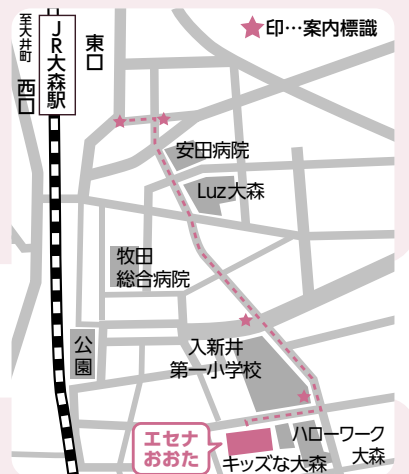 ★印…案内標識
至大井町
JR大森駅
東口
西口
安田病院
Luz大森
牧田
総合病院
公園
入新井
第一小学校
エセナ
おおた
ハローワーク
大森
キッズな大森